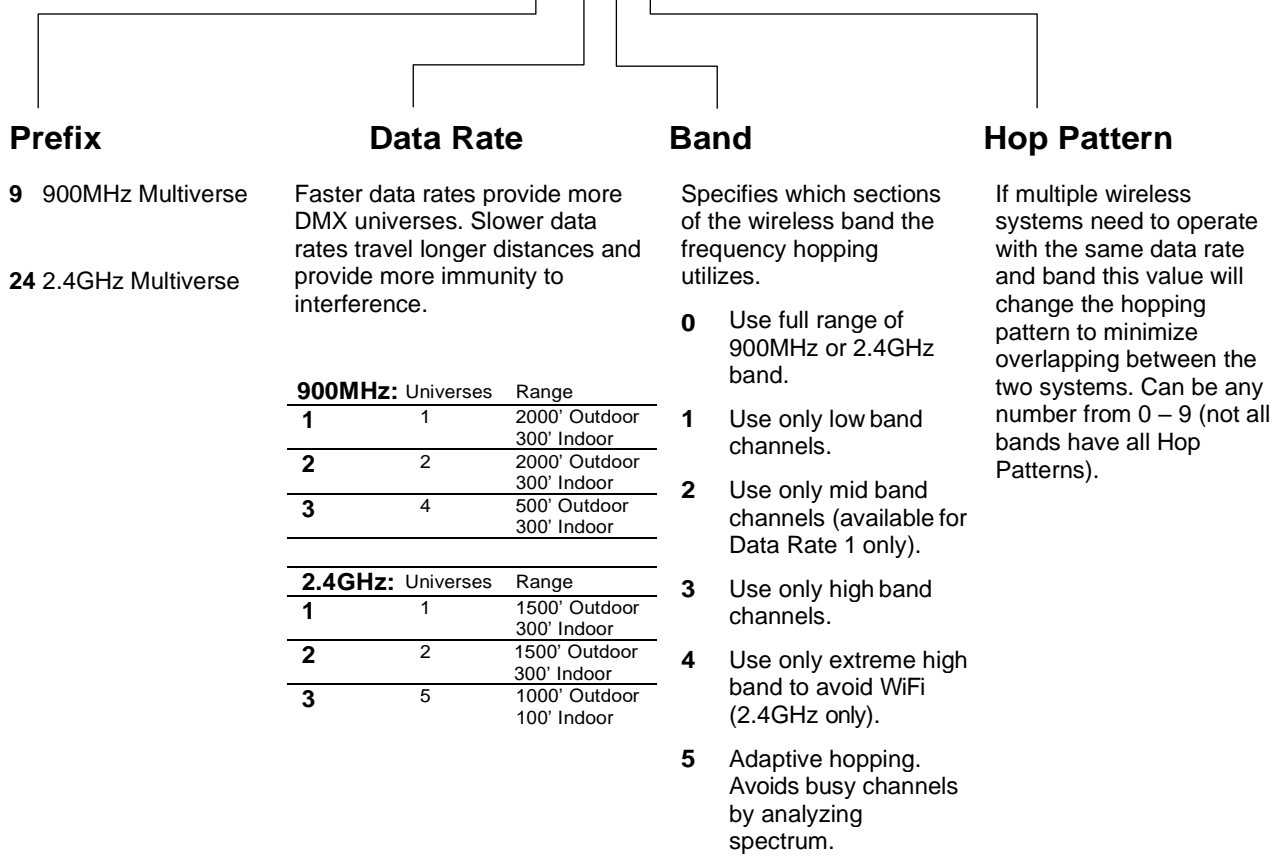 Prefix
9 900MHz Multiverse
24 2.4GHz Multiverse
Data Rate
Faster data rates provide more
DMX universes. Slower data
rates travel longer distances and
provide more immunity to
interference.
900MHz: Universes Range
1 1 2000’ Outdoor
300’ Indoor
2 2 2000’ Outdoor
300’ Indoor
3 4 500’ Outdoor
300’ Indoor
2.4GHz: Universes Range
1 1 1500’ Outdoor
300’ Indoor
2 2 1500’ Outdoor
300’ Indoor
3 5 1000’ Outdoor
100’ Indoor
Band
Specifies which sections
of the wireless band the
frequency hopping
utilizes.
0 Use full range of
900MHz or 2.4GHz
band.
1 Use only low band
channels.
2 Use only mid band
channels (available for
Data Rate 1 only).
3 Use only high band
channels.
4 Use only extreme high
band to avoid WiFi
(2.4GHz only).
5 Adaptive hopping.
Avoids busy channels
by analyzing
spectrum.
Hop Pattern
If multiple wireless
systems need to operate
with the same data rate
and band this value will
change the hopping
pattern to minimize
overlapping between the
two systems. Can be any
number from 0 – 9 (not all
bands have all Hop
Patterns).